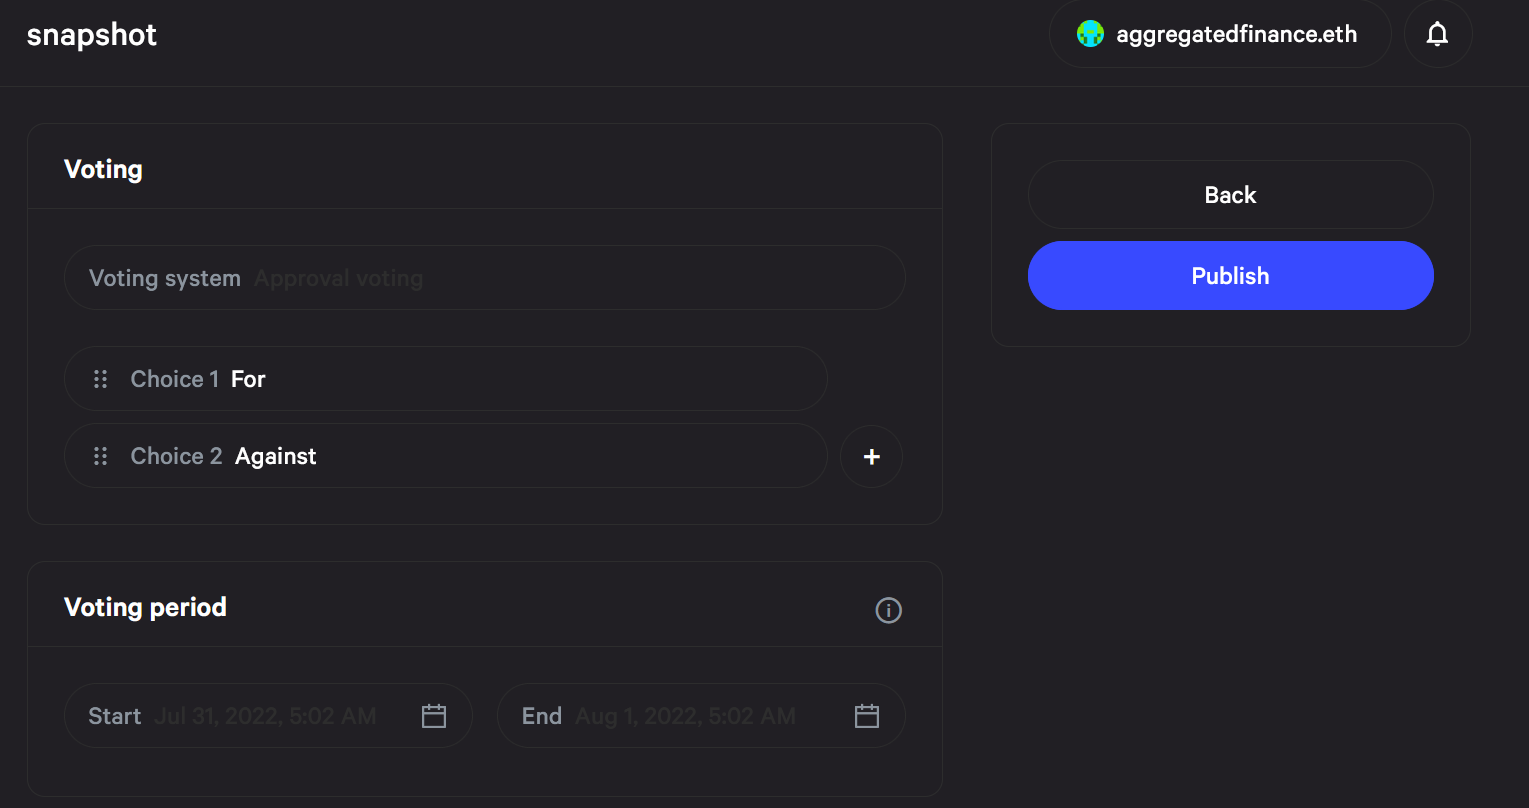 snapshot
aggregatedfinance.eth
Voting
Voting system Approval voting
Choice 1 For
Choice 2 Against
+
Voting period
Start Jul 31, 2022, 5:02 AM
End Aug 1, 2022, 5:02 AM
Back
Publish